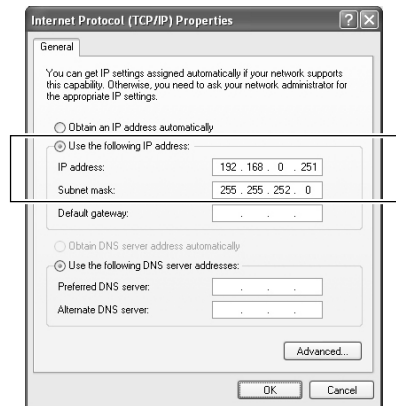 Internet Protocol (TCP/IP) Properties
General
You can get IP settings assigned automatically if your network supports
this capability. Otherwise, you need to ask your network administrator for
the appropriate IP settings.
Obtain an IP address automatically
Use the following IP address:
IP address: 192 . 168 . 0 . 251
Subnet mask: 255 . 255 . 252 . 0
Default gateway: . . .
Obtain DNS server address automatically
Use the following DNS server addresses:
Preferred DNS server: . . .
Alternate DNS server: . . .
Advanced...
OK Cancel